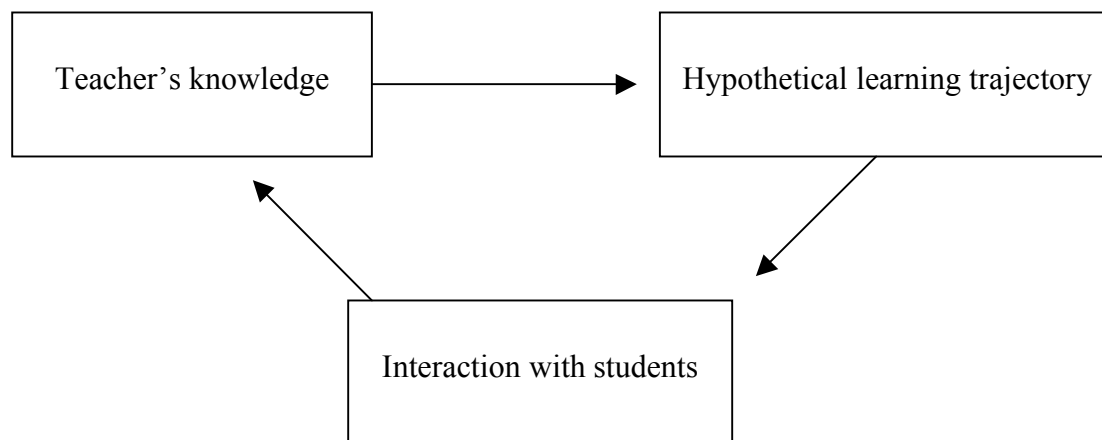 Teacher’s knowledge
Hypothetical learning trajectory
Interaction with students